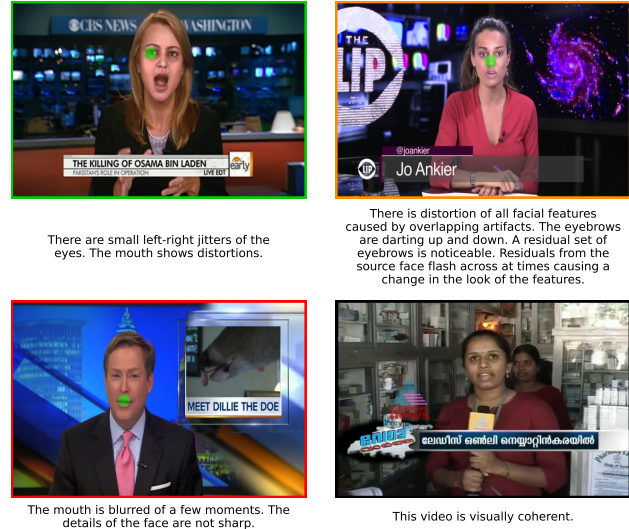 CBS NEWS WASHINGTON
THE KILLING OF OSAMA BIN LADEN
PAKISTAN'S ROLE IN OPERATION
LIVE EDT
early
There are small left-right jitters of the
eyes. The mouth shows distortions.
THE
LIP
@joankier
LIP
Jo Ankier
There is distortion of all facial features
caused by overlapping artifacts. The eyebrows
are darting up and down. A residual set of
eyebrows is noticeable. Residuals from the
source face flash across at times causing a
change in the look of the features.
MEET DILLIE THE DOE
The mouth is blurred of a few moments. The
details of the face are not sharp.
ലേഡീസ് ഒൺലി നെയ്യാറ്റിൻകരയിൽ
This video is visually coherent.